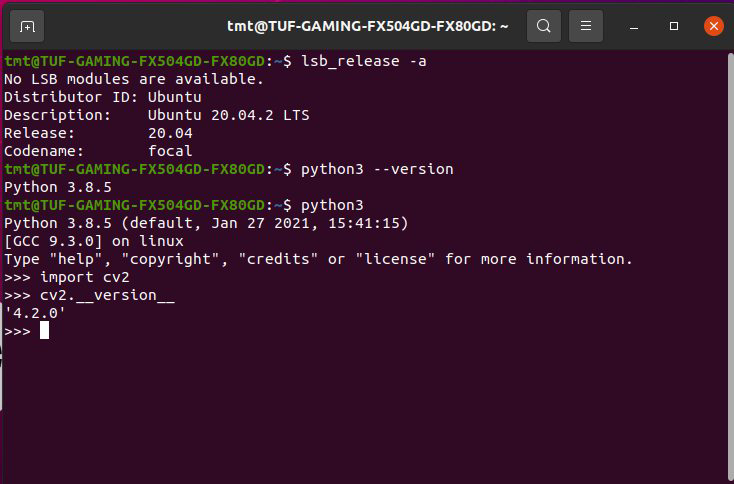 tmt@TUF-GAMING-FX504GD-FX80GD: ~
tmt@TUF-GAMING-FX504GD-FX80GD:~$ lsb_release -a
No LSB modules are available.
Distributor ID: Ubuntu
Description:    Ubuntu 20.04.2 LTS
Release:        20.04
Codename:       focal
tmt@TUF-GAMING-FX504GD-FX80GD:~$ python3 --version
Python 3.8.5
tmt@TUF-GAMING-FX504GD-FX80GD:~$ python3
Python 3.8.5 (default, Jan 27 2021, 15:41:15)
[GCC 9.3.0] on linux
Type "help", "copyright", "credits" or "license" for more information.
>>> import cv2
>>> cv2.__version__
'4.2.0'
>>>